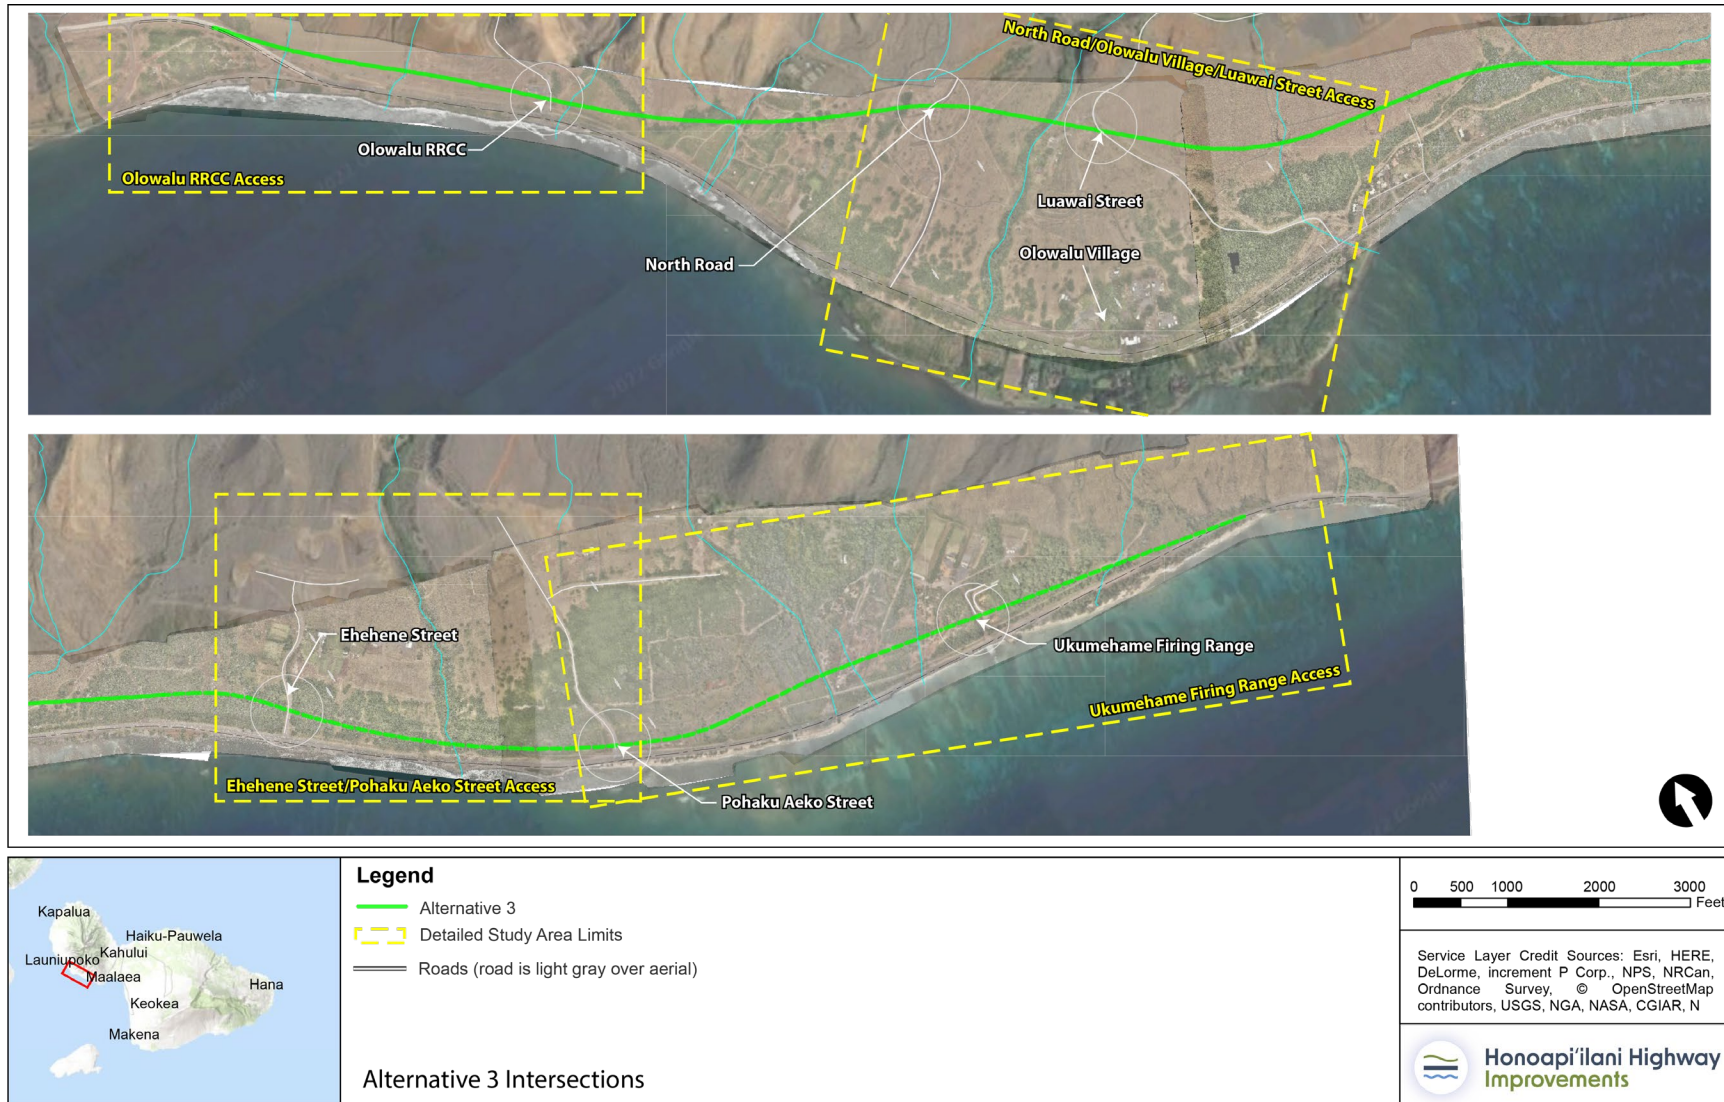 North Road/Olowalu Village/Luawai Street Access
Olowalu RRCC
Olowalu RRCC Access
Luawai Street
Olowalu Village
North Road
Ehehene Street
Ukumehame Firing Range
Ukumehame Firing Range Access
Ehehene Street/Pohaku Aeko Street Access
Pohaku Aeko Street
Kapalua
Haiku-Pauwela
Kahului
Launiupoko
Maalaea
Hana
Keokea
Makena
Legend
Alternative 3
Detailed Study Area Limits
Roads (road is light gray over aerial)
Alternative 3 Intersections
0 500 1000 2000 3000
Feet
Service Layer Credit Sources: Esri, HERE,
DeLorme, increment P Corp., NPS, NRCan,
Ordnance Survey, © OpenStreetMap
contributors, USGS, NGA, NASA, CGIAR, N
Honoapi'ilani Highway
Improvements